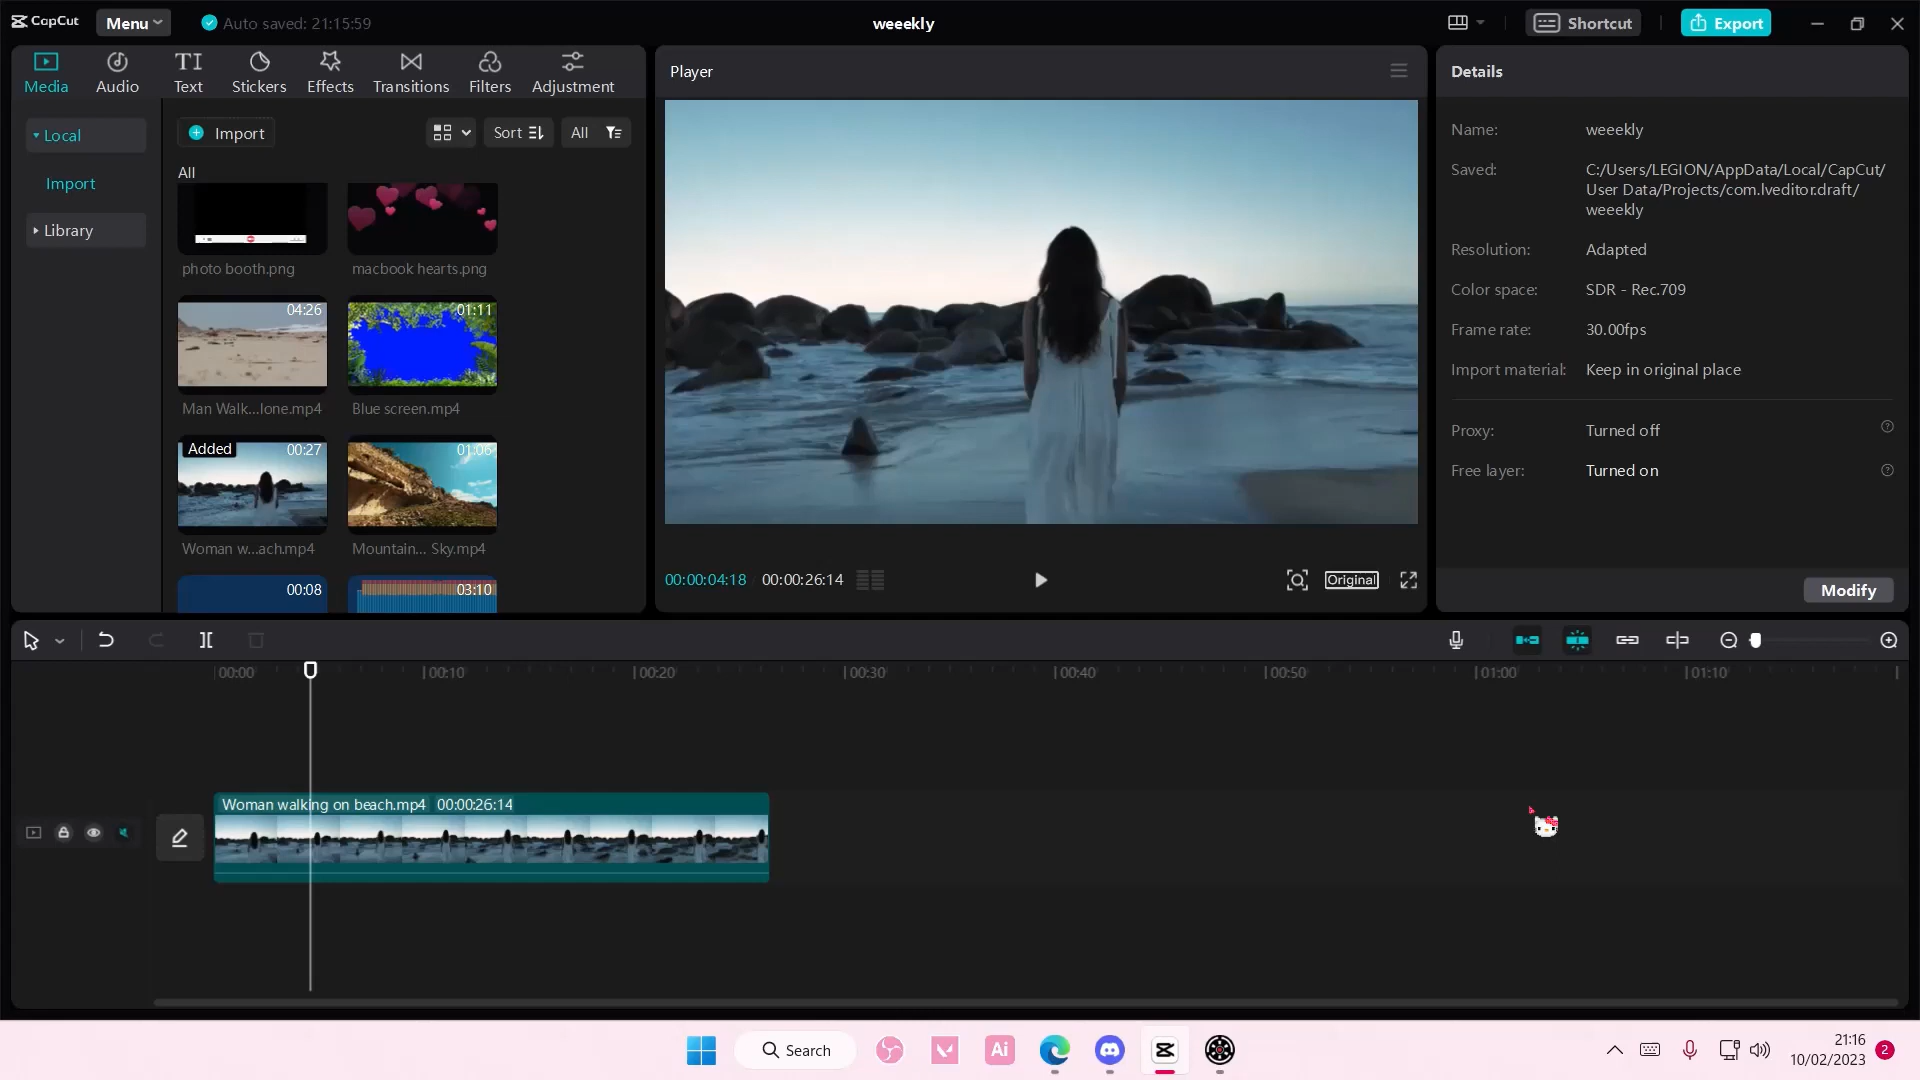 CapCut Menu Auto saved: 21:15:59 weeekly Shortcut Export
Media Audio Text Stickers Effects Transitions Filters Adjustment
Local
Import
Library
Import Sort All
All
photo booth.png macbook hearts.png
04:26 01:11
Man Walk...lone.mp4 Blue screen.mp4
Added 00:27 01:06
Woman w...ach.mp4 Mountain... Sky.mp4
00:08 03:10
Player
00:00:04:18 00:00:26:14 Original
Details
Name: weeekly
Saved: C:/Users/LEGION/AppData/Local/CapCut/
User Data/Projects/com.lveditor.draft/
weeekly
Resolution: Adapted
Color space: SDR - Rec.709
Frame rate: 30.00fps
Import material: Keep in original place
Proxy: Turned off
Free layer: Turned on
Modify
00:00 00:10 00:20 00:30 00:40 00:50 01:00 01:10
Woman walking on beach.mp4 00:00:26:14
Search Ai
21:16
10/02/2023 2